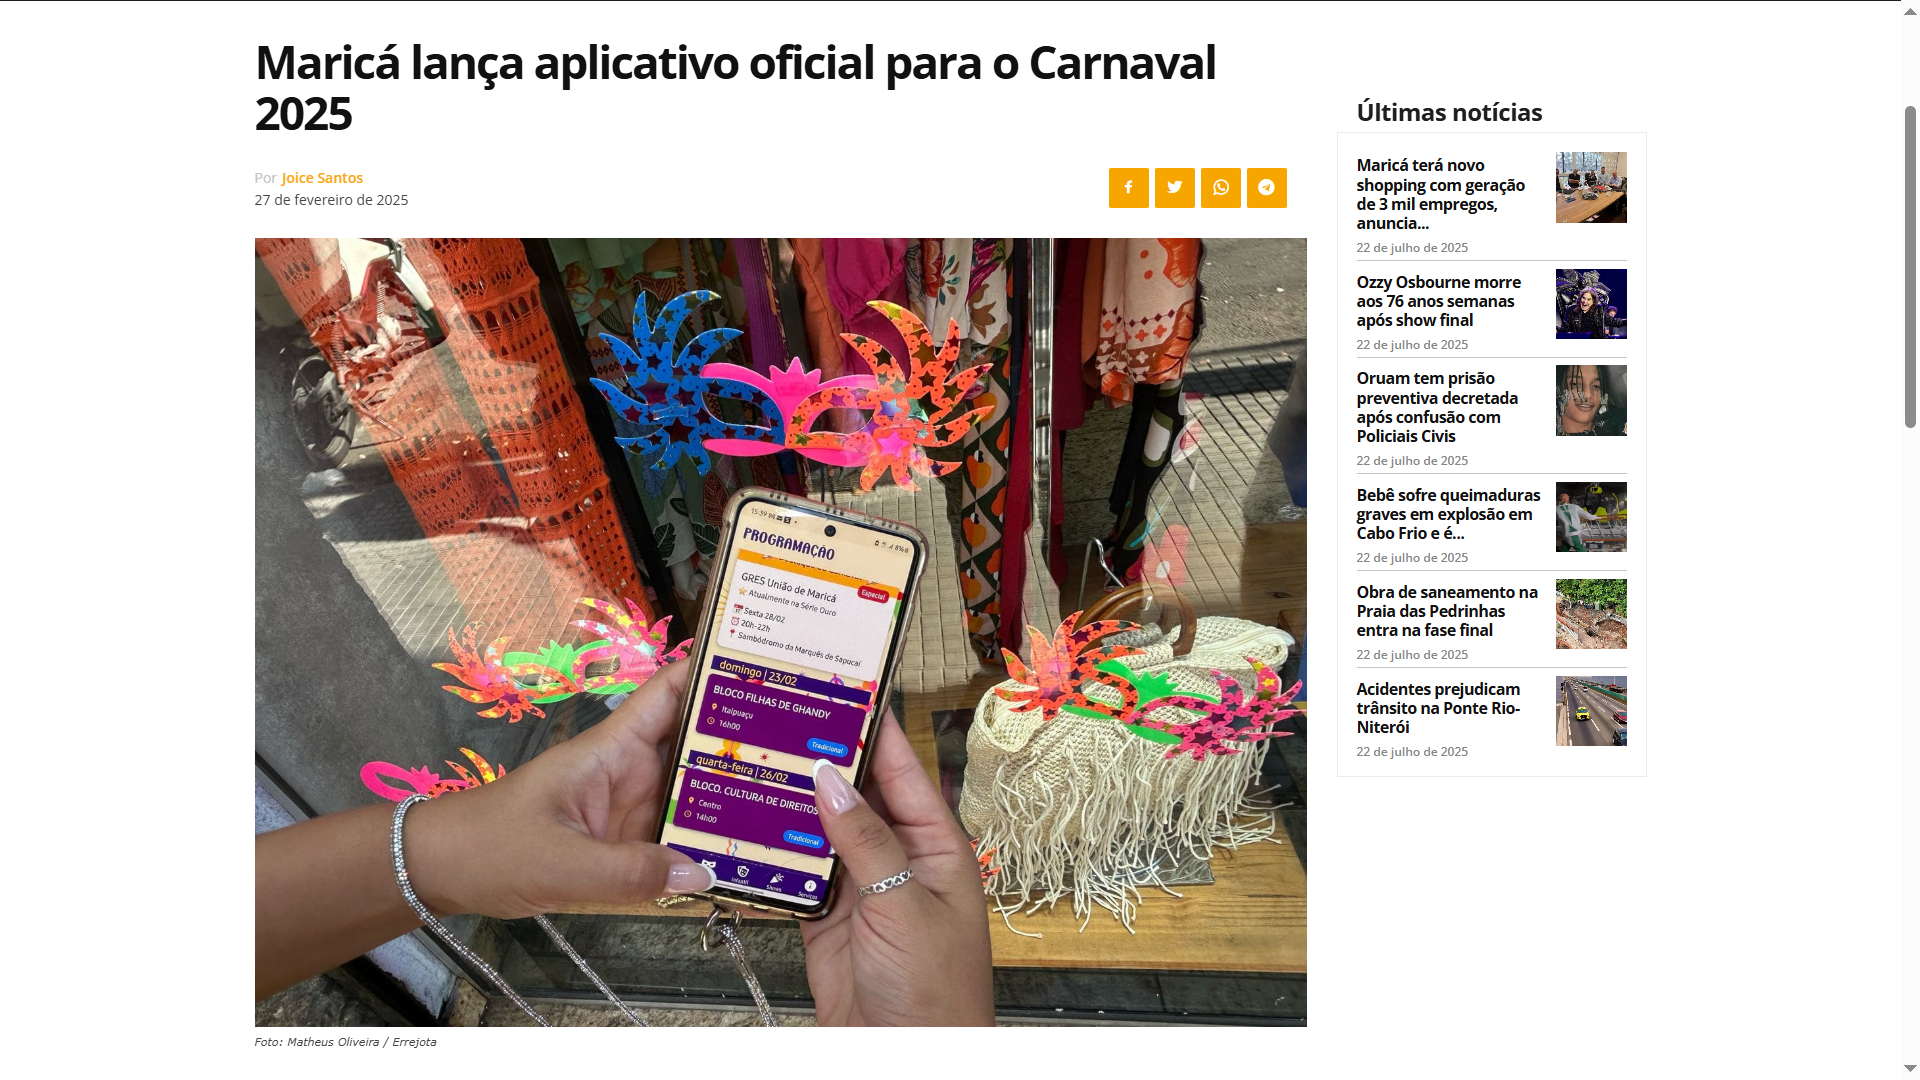 Maricá lança aplicativo oficial para o Carnaval
2025
Por Joice Santos
27 de fevereiro de 2025
15:39
8%
PROGRAMAÇÃO
GRES União de Maricá
Especial
Atualmente na Série Ouro
Sexta 28/02
20h-22h
Sambódromo da Marquês de Sapucaí
domingo | 23/02
BLOCO FILHAS DE GHANDY
Itaipuaçu
16h00
Tradicional
quarta-feira | 26/02
BLOCO. CULTURA DE DIREITOS
Centro
14h00
Tradicional
Infantil
Shows
Serviços
Foto: Matheus Oliveira / Errejota
Últimas notícias
Maricá terá novo
shopping com geração
de 3 mil empregos,
anuncia...
22 de julho de 2025
Ozzy Osbourne morre
aos 76 anos semanas
após show final
22 de julho de 2025
Oruam tem prisão
preventiva decretada
após confusão com
Policiais Civis
22 de julho de 2025
Bebê sofre queimaduras
graves em explosão em
Cabo Frio e é...
22 de julho de 2025
Obra de saneamento na
Praia das Pedrinhas
entra na fase final
22 de julho de 2025
Acidentes prejudicam
trânsito na Ponte Rio-
Niterói
22 de julho de 2025